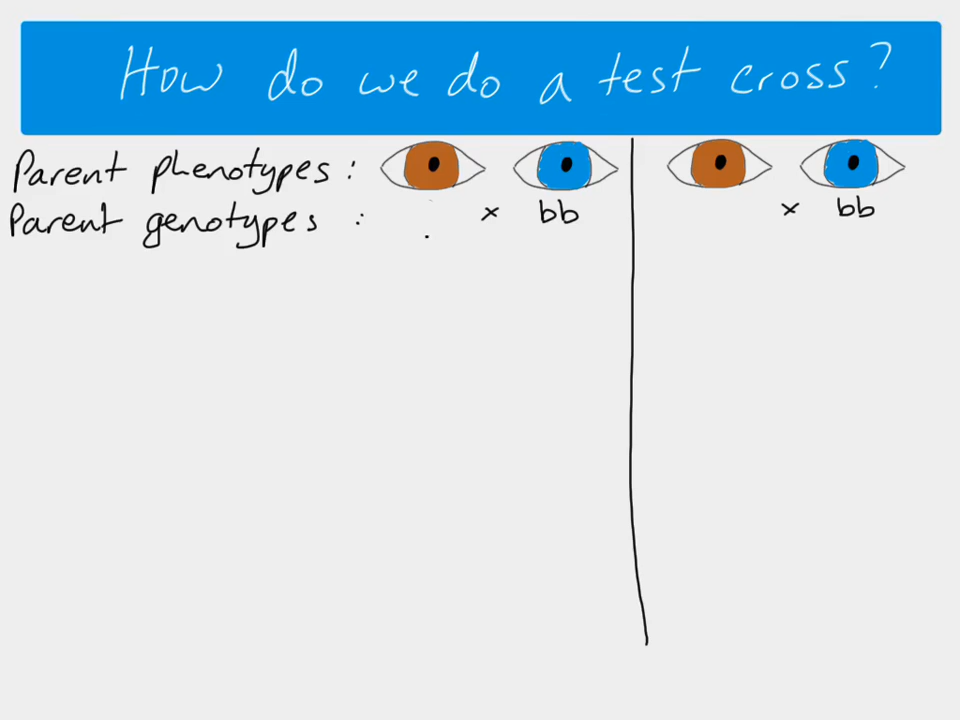 How do we do a test cross?
Parent phenotypes :
Parent genotypes : x bb x bb